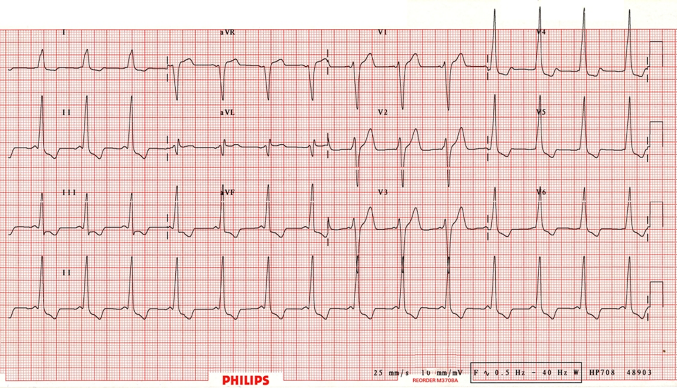 I aVR V1 V4
II aVL V2 V5
III aVF V3 V6
II
25 mm/s 10 mm/mV F ∿ 0.5 Hz - 40 Hz W HP708 48903
PHILIPS REORDER M3708A